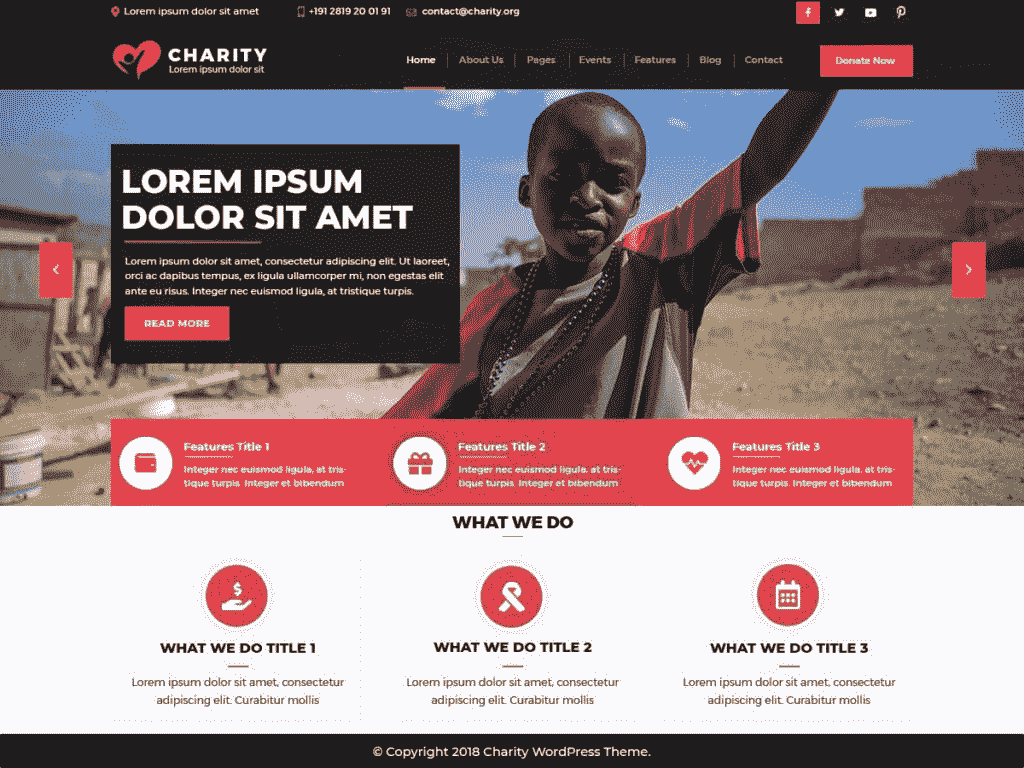 Lorem ipsum dolor sit amet
+191 2819 20 01 91
contact@charity.org
CHARITY
Lorem ipsum dolor sit
Home
About Us
Pages
Events
Features
Blog
Contact
Donate Now
LOREM IPSUM
DOLOR SIT AMET
Lorem ipsum dolor sit amet, consectetur adipiscing elit. Ut laoreet,
orci ac dapibus tempus, ex ligula ullamcorper mi, non egestas elit
ante eu risus. Integer nec euismod ligula, at tristique turpis.
READ MORE
Features Title 1
Integer nec euismod ligula, at tris-
tique turpis. Integer et bibendum
Features Title 2
Integer nec euismod ligula, at tris-
tique turpis. Integer et bibendum
Features Title 3
Integer nec euismod ligula, at tris-
tique turpis. Integer et bibendum
WHAT WE DO
WHAT WE DO TITLE 1
Lorem ipsum dolor sit amet, consectetur
adipiscing elit. Curabitur mollis
WHAT WE DO TITLE 2
Lorem ipsum dolor sit amet, consectetur
adipiscing elit. Curabitur mollis
WHAT WE DO TITLE 3
Lorem ipsum dolor sit amet, consectetur
adipiscing elit. Curabitur mollis
© Copyright 2018 Charity WordPress Theme.